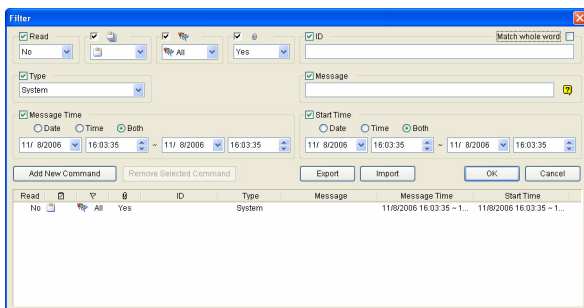 Filter
Read ID Match whole word
No All Yes
Type Message
System
Message Time Start Time
Date Time Both Date Time Both
11/ 8/2006 16:03:35 ~ 11/ 8/2006 16:03:35 11/ 8/2006 16:03:35 ~ 11/ 8/2006 16:03:35
Add New Command Remove Selected Command Export Import OK Cancel
Read ID Type Message Message Time Start Time
No All Yes System 11/8/2006 16:03:35 ~ 1... 11/8/2006 16:03:35 ~ 1...